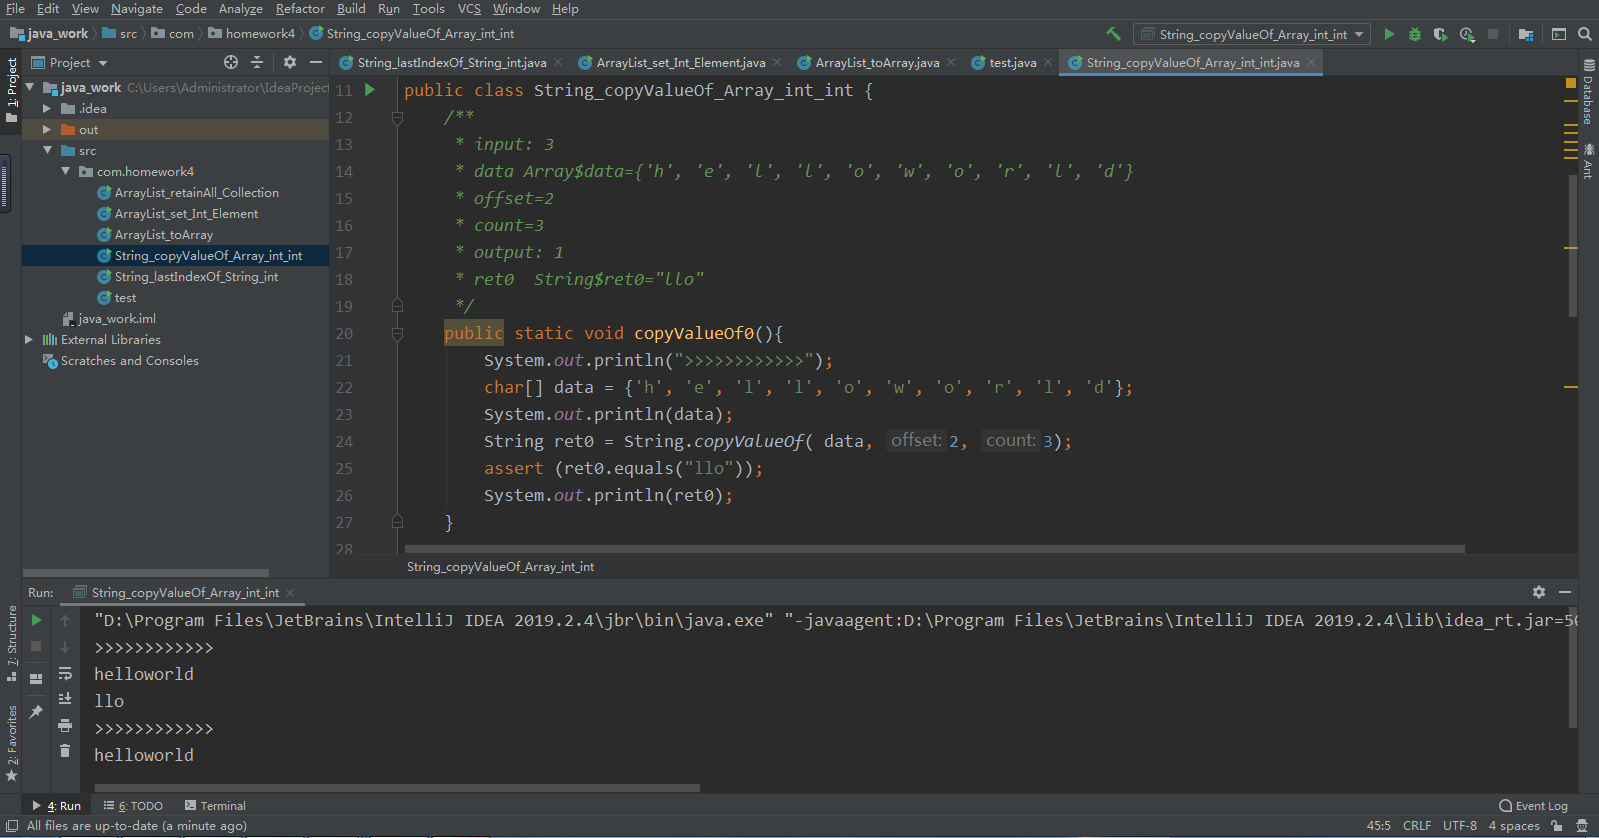 File Edit View Navigate Code Analyze Refactor Build Run Tools VCS Window Help
java_work src com homework4 String_copyValueOf_Array_int_int
String_copyValueOf_Array_int_int
Project
String_lastIndexOf_String_int.java ArrayList_set_Int_Element.java ArrayList_toArray.java test.java String_copyValueOf_Array_int_int.java
1: Project
java_work C:\Users\Administrator\IdeaProject
.idea
out
src
com.homework4
ArrayList_retainAll_Collection
ArrayList_set_Int_Element
ArrayList_toArray
String_copyValueOf_Array_int_int
String_lastIndexOf_String_int
test
java_work.iml
External Libraries
Scratches and Consoles
11 public class String_copyValueOf_Array_int_int {
12 /**
13 * input: 3
14 * data Array$data={'h', 'e', 'l', 'l', 'o', 'w', 'o', 'r', 'l', 'd'}
15 * offset=2
16 * count=3
17 * output: 1
18 * ret0 String$ret0="llo"
19 */
20 public static void copyValueOf0(){
21 System.out.println(">>>>>>>>>>>>");
22 char[] data = {'h', 'e', 'l', 'l', 'o', 'w', 'o', 'r', 'l', 'd'};
23 System.out.println(data);
24 String ret0 = String.copyValueOf( data, offset: 2, count: 3);
25 assert (ret0.equals("llo"));
26 System.out.println(ret0);
27 }
28
String_copyValueOf_Array_int_int
Database
Ant
Run: String_copyValueOf_Array_int_int
"D:\Program Files\JetBrains\IntelliJ IDEA 2019.2.4\jbr\bin\java.exe" "-javaagent:D:\Program Files\JetBrains\IntelliJ IDEA 2019.2.4\lib\idea_rt.jar=50
>>>>>>>>>>>>
helloworld
llo
>>>>>>>>>>>>
helloworld
7: Structure
2: Favorites
4: Run 6: TODO Terminal Event Log
All files are up-to-date (a minute ago) 45:5 CRLF UTF-8 4 spaces